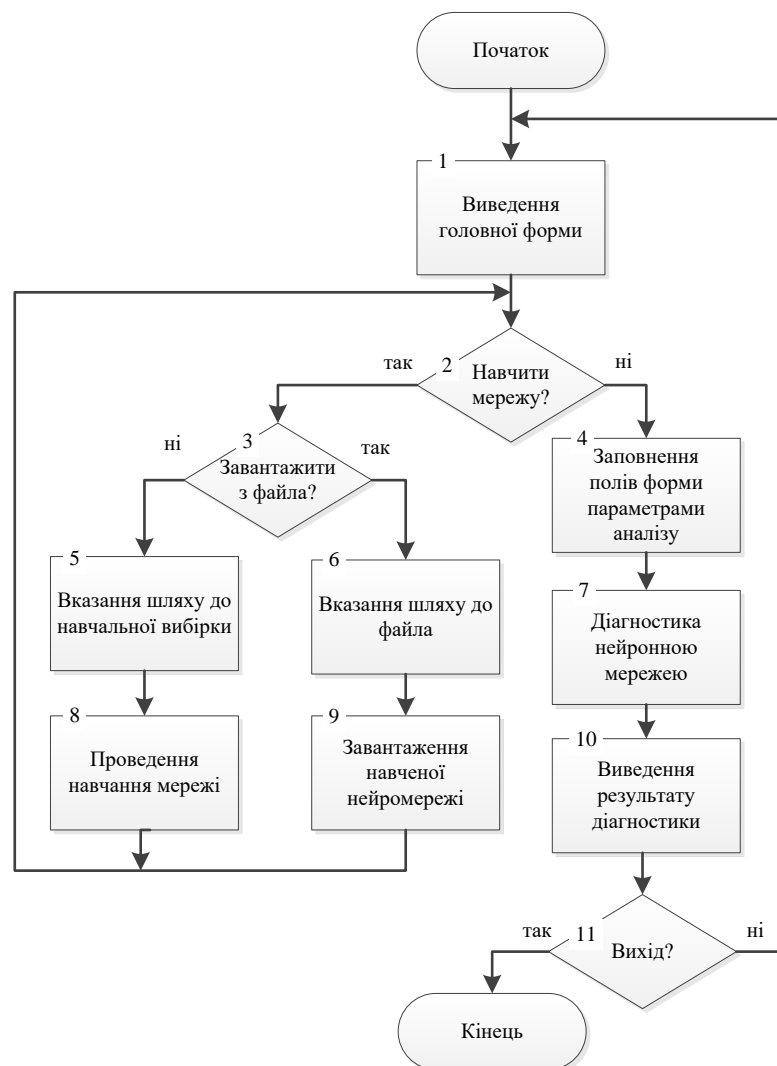 Початок
1
Виведення
головної форми
так
2
ні
Навчити
мережу?
ні
3
так
Завантажити
з файла?
4
Заповнення
полів форми
параметрами
аналізу
5
Вказання шляху до
навчальної вибірки
6
Вказання шляху до
файла
7
Діагностика
нейронною
мережею
8
Проведення
навчання мережі
9
Завантаження
навченої
нейромережі
10
Виведення
результату
діагностики
так
11
ні
Вихід?
Кінець